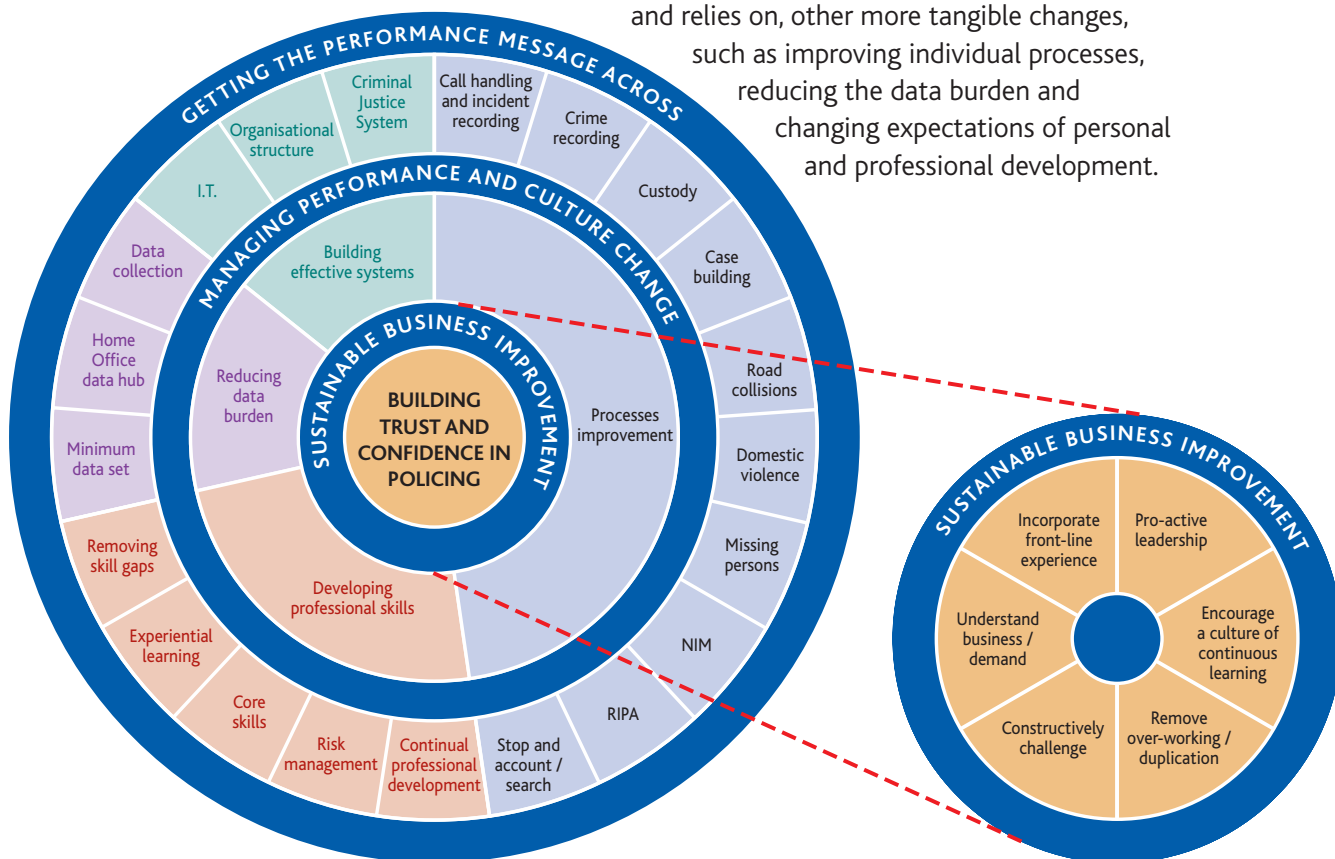 and relies on, other more tangible changes,
such as improving individual processes,
reducing the data burden and
changing expectations of personal
and professional development.
GETTING THE PERFORMANCE MESSAGE ACROSS
Criminal
Justice
System
Call handling
and incident
recording
Crime
recording
Custody
Case
building
Road
collisions
Domestic
violence
Missing
persons
NIM
RIPA
Stop and
account /
search
Continual
professional
development
Risk
management
Core
skills
Experiential
learning
Removing
skill gaps
Minimum
data set
Home
Office
data hub
Data
collection
I.T.
Organisational
structure
MANAGING PERFORMANCE AND CULTURE CHANGE
Building
effective systems
Processes
improvement
Developing
professional skills
Reducing
data
burden
SUSTAINABLE BUSINESS IMPROVEMENT
BUILDING
TRUST AND
CONFIDENCE IN
POLICING
SUSTAINABLE BUSINESS IMPROVEMENT
Incorporate
front-line
experience
Pro-active
leadership
Encourage
a culture of
continuous
learning
Remove
over-working /
duplication
Constructively
challenge
Understand
business /
demand